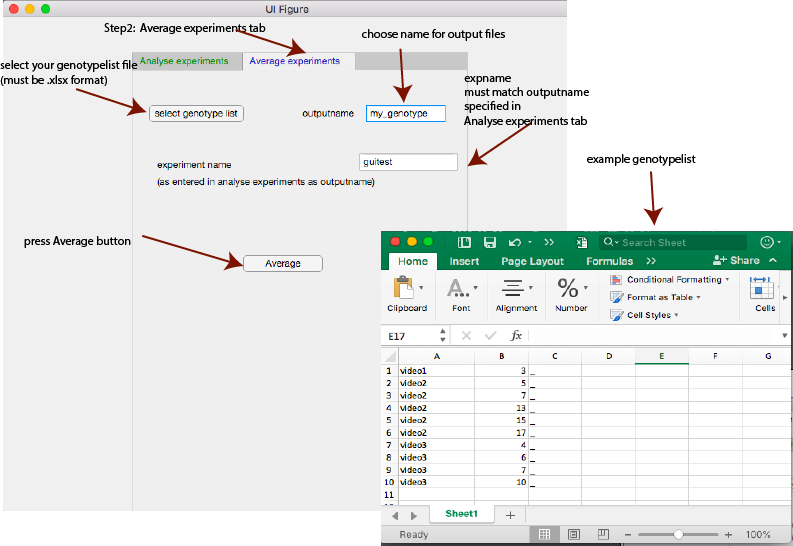 UI Figure
Step2: Average experiments tab
choose name for output files
select your genotypelist file
(must be .xlsx format)
Analyse experiments
Average experiments
expname
must match outputname
specified in
Analyse experiments tab
select genotype list
outputname
my_genotype
experiment name
guitest
(as entered in analyse experiments as outputname)
example genotypelist
press Average button
Average
Search Sheet
Home Insert Page Layout Formulas >> Share
Clipboard Font Alignment Number
Conditional Formatting
Format as Table
Cell Styles
Cells
E17 fx
A B C D E F G
1 video1 3 _
2 video2 5 _
3 video2 7 _
4 video2 13 _
5 video2 15 _
6 video2 17 _
7 video3 4 _
8 video3 6 _
9 video3 7 _
10 video3 10 _
11
Sheet1 +
Ready
100%